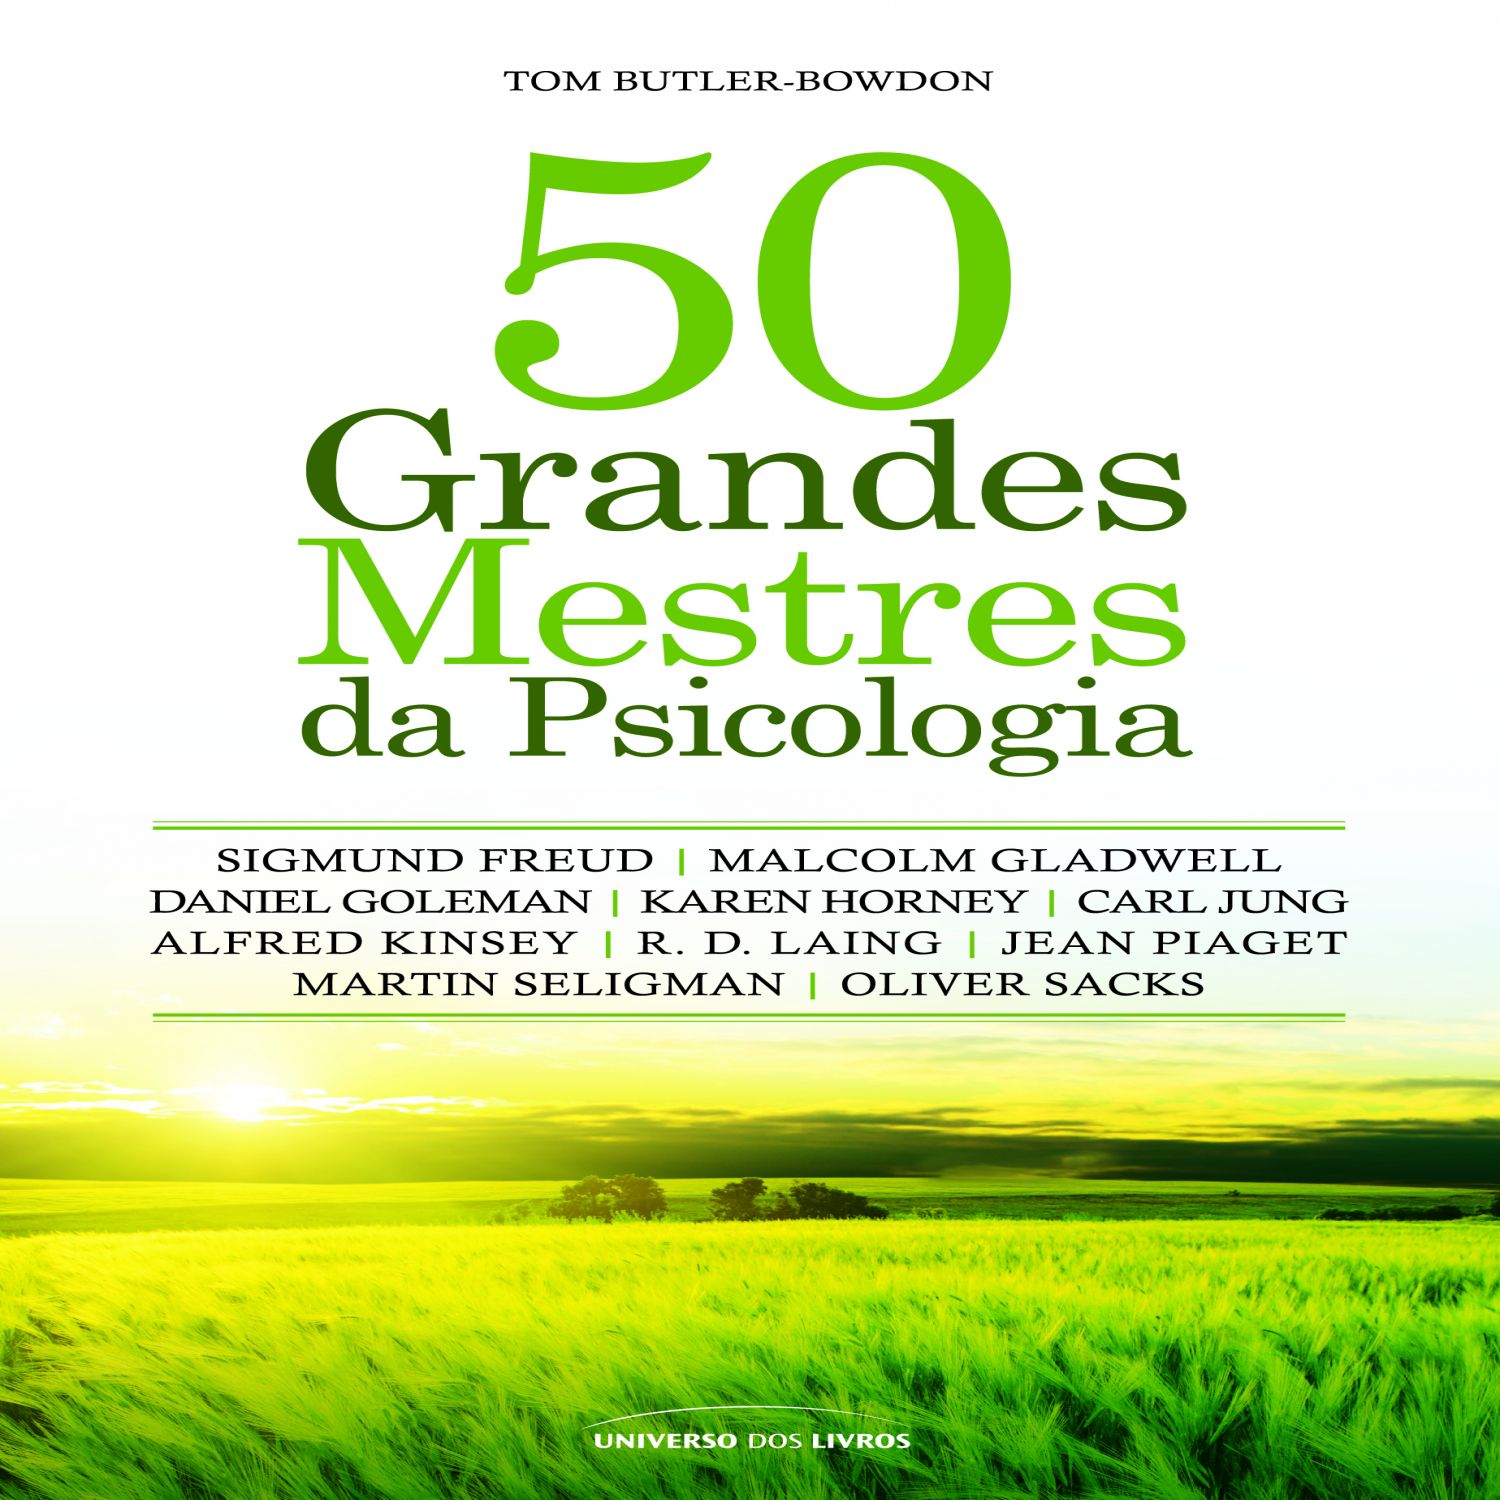 TOM BUTLER-BOWDON
50
Grandes
Mestres
da Psicologia
SIGMUND FREUD | MALCOLM GLADWELL
DANIEL GOLEMAN | KAREN HORNEY | CARL JUNG
ALFRED KINSEY | R. D. LAING | JEAN PIAGET
MARTIN SELIGMAN | OLIVER SACKS
UNIVERSO DOS LIVROS